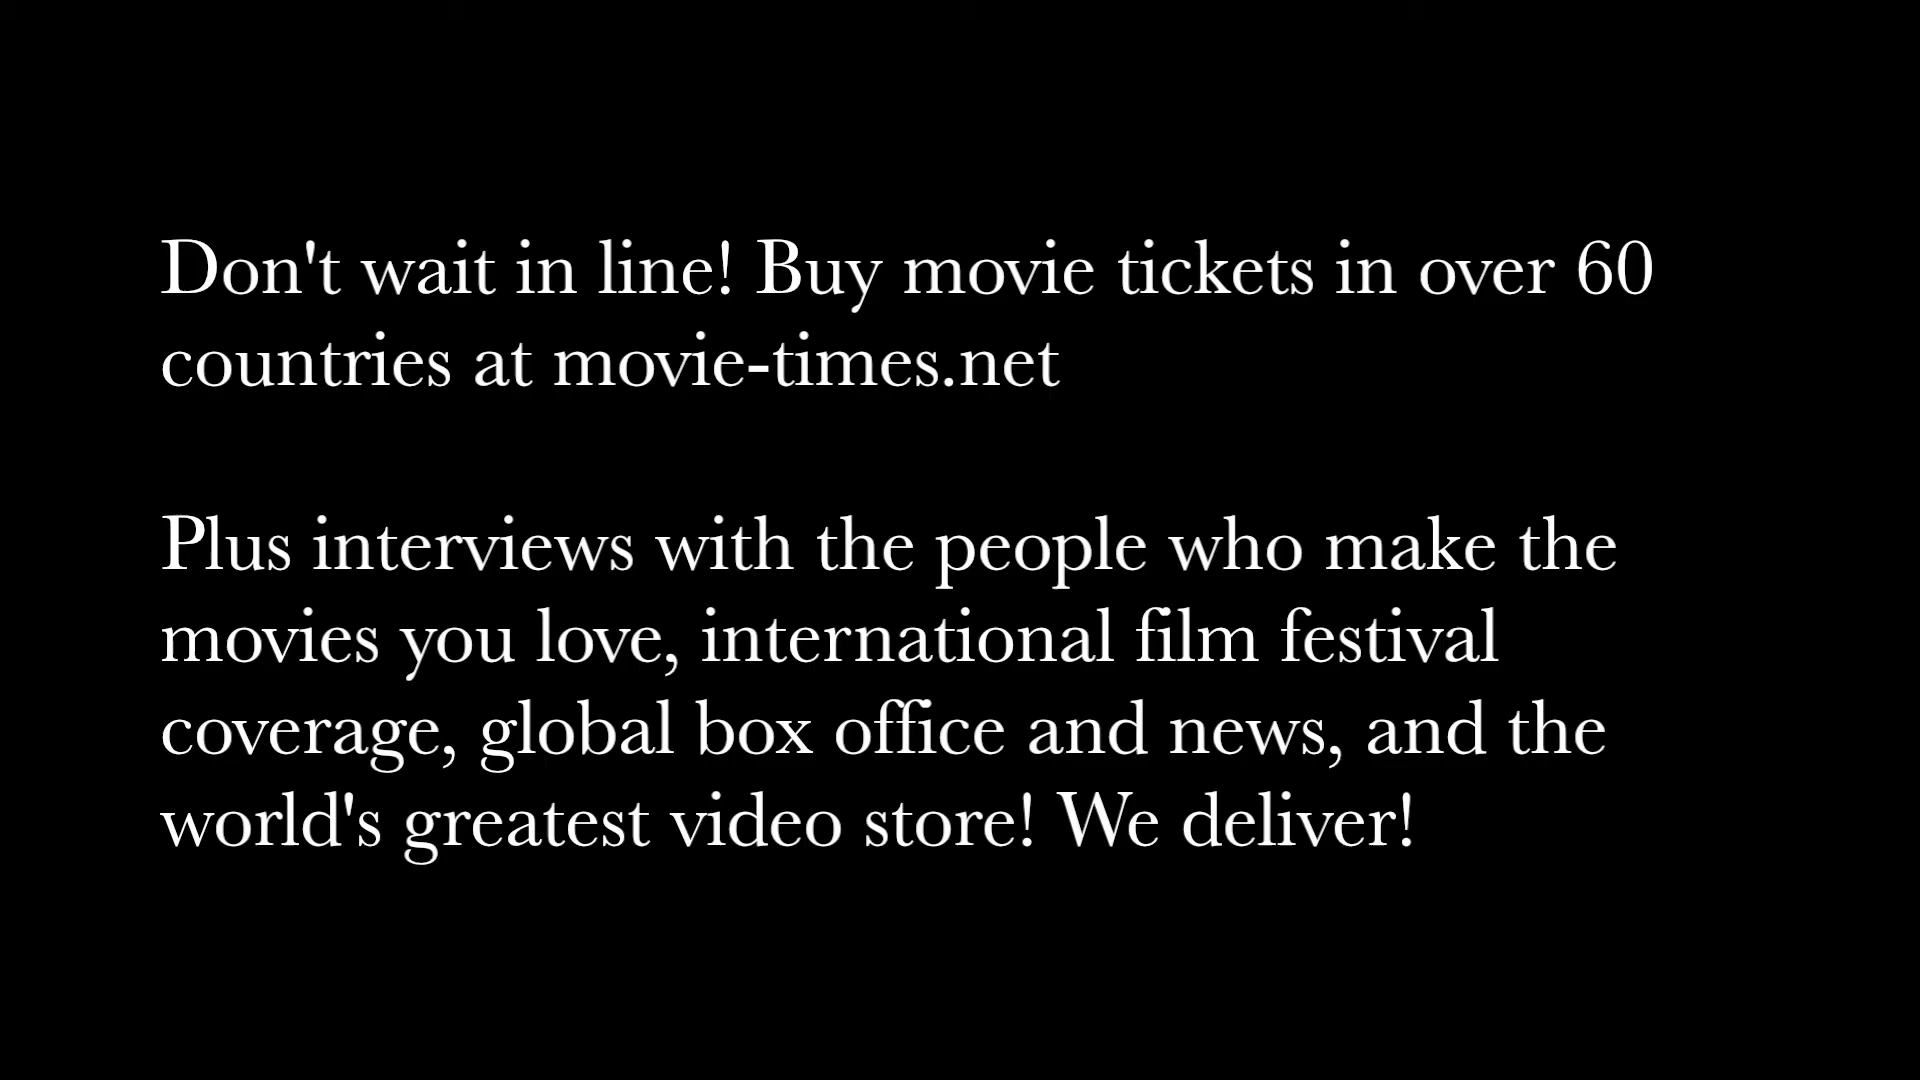 Don't wait in line! Buy movie tickets in over 60
countries at movie-times.net
Plus interviews with the people who make the
movies you love, international film festival
coverage, global box office and news, and the
world's greatest video store! We deliver!